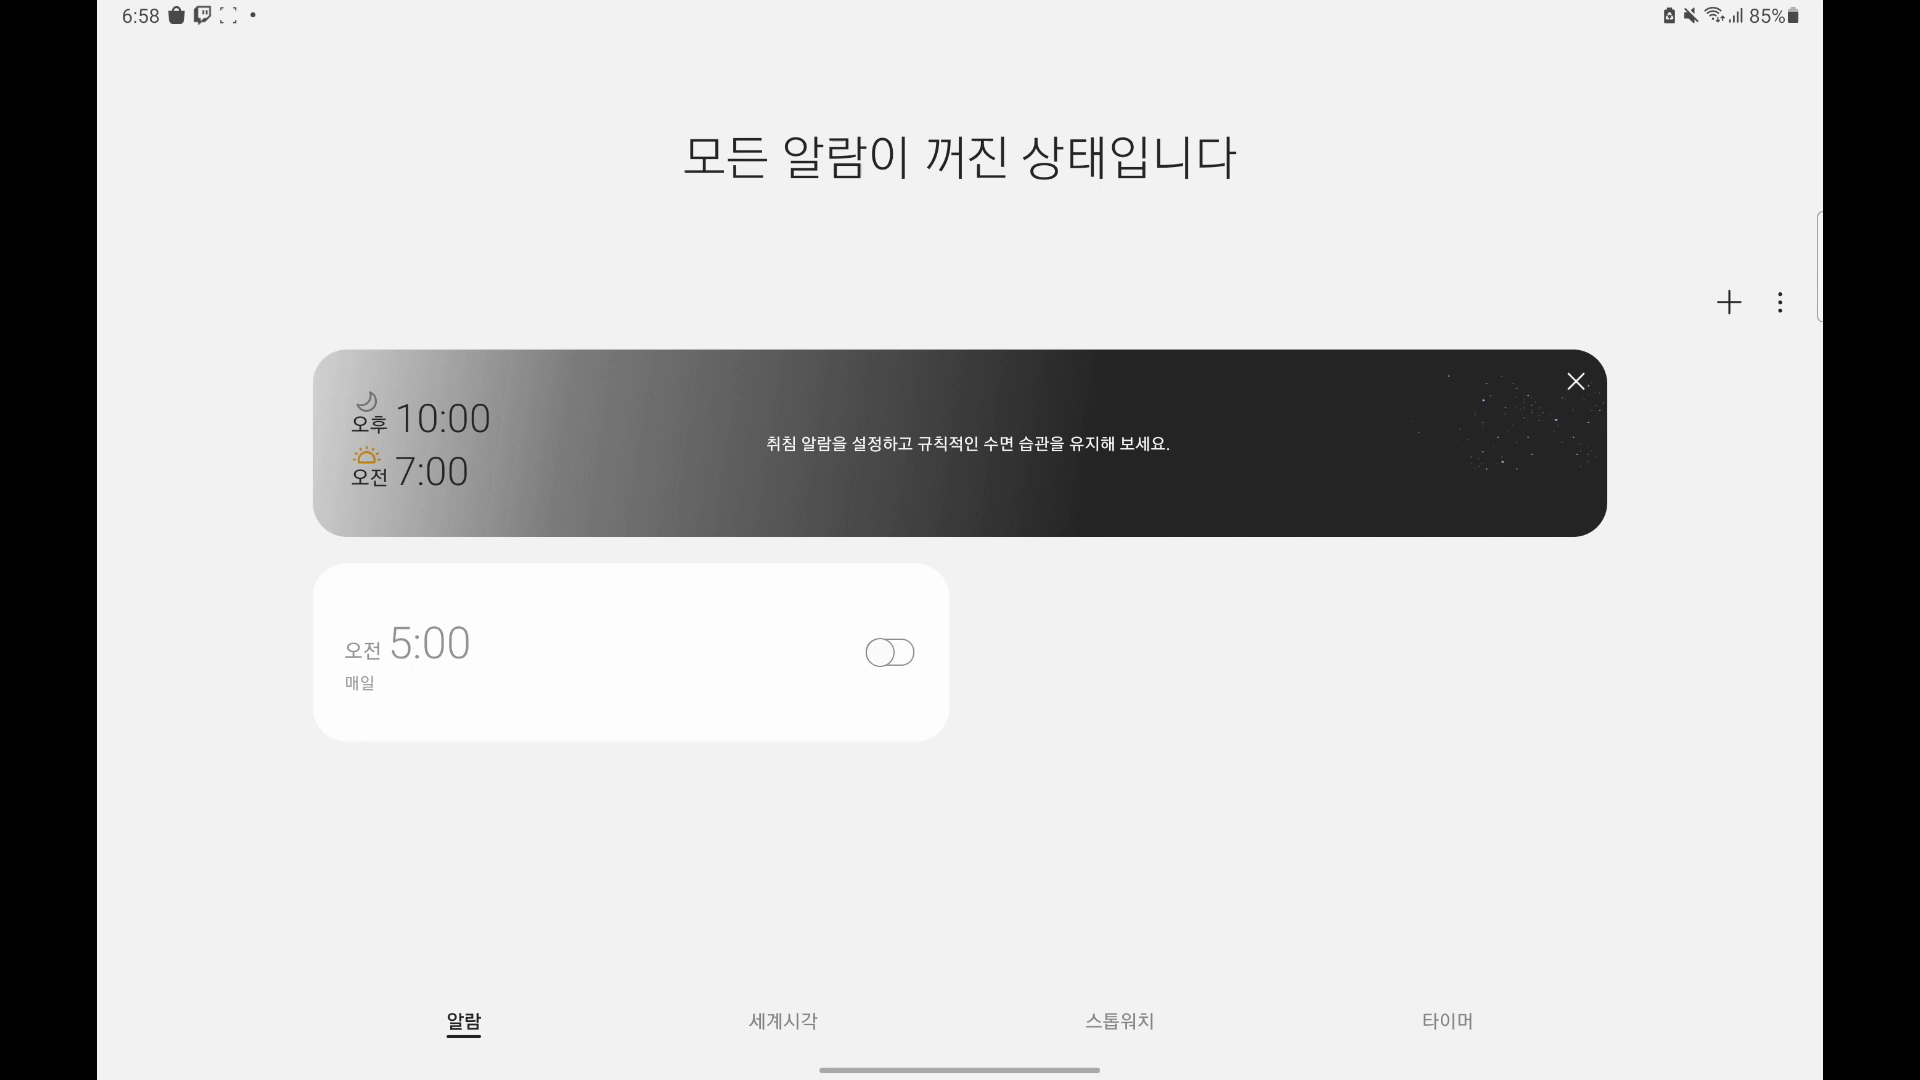 6:58
85%
모든 알람이 꺼진 상태입니다
오후 10:00
오전 7:00
취침 알람을 설정하고 규칙적인 수면 습관을 유지해 보세요.
오전 5:00
매일
알람
세계시각
스톱워치
타이머